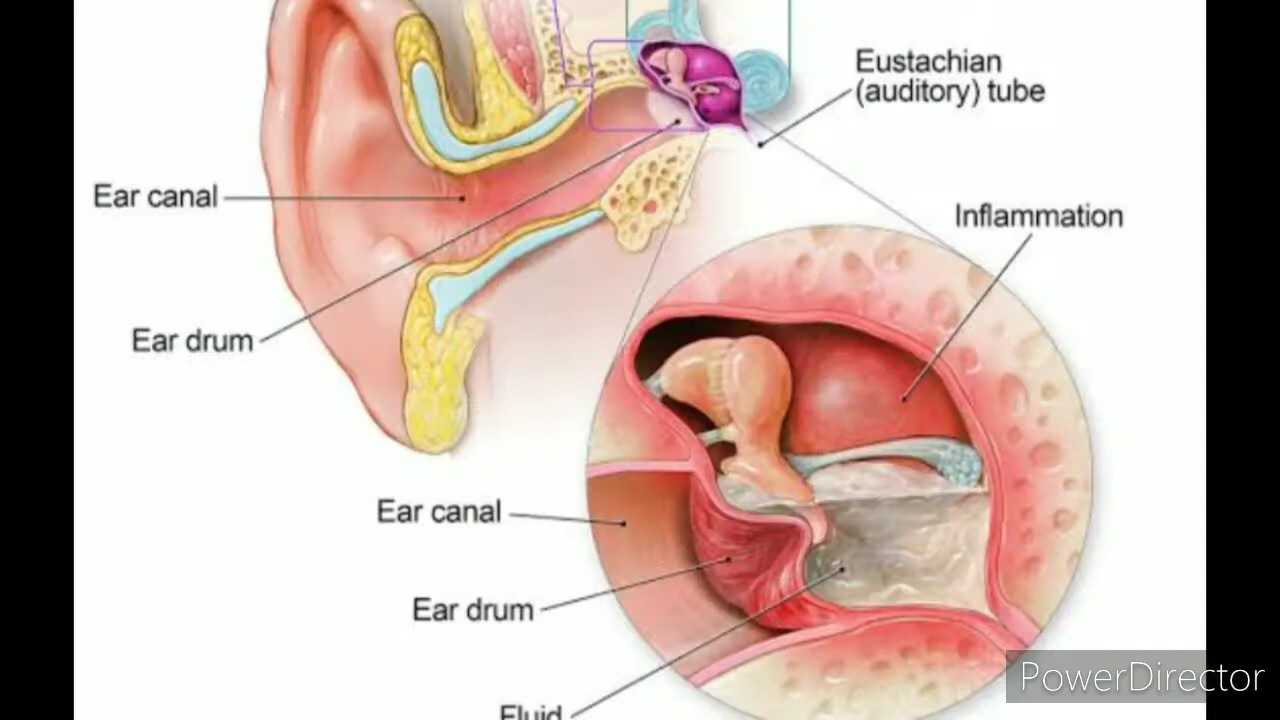 Eustachian
(auditory) tube
Ear canal
Inflammation
Ear drum
Ear canal
Ear drum
Fluid
PowerDirector